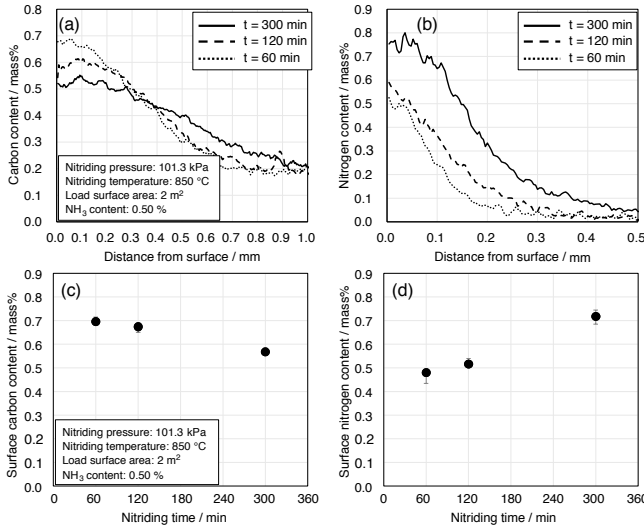 0.9
0.8
0.7
0.6
0.5
0.4
0.3
0.2
0.1
0.0
Carbon content / mass%
(a)
t = 300 min
t = 120 min
t = 60 min
Nitriding pressure: 101.3 kPa
Nitriding temperature: 850 °C
Load surface area: 2 m²
NH₃ content: 0.50 %
0.0 0.1 0.2 0.3 0.4 0.5 0.6 0.7 0.8 0.9 1.0
Distance from surface / mm
0.9
0.8
0.7
0.6
0.5
0.4
0.3
0.2
0.1
0.0
Nitrogen content / mass%
(b)
t = 300 min
t = 120 min
t = 60 min
0.0 0.1 0.2 0.3 0.4 0.5
Distance from surface / mm
0.9
0.8
0.7
0.6
0.5
0.4
0.3
0.2
0.1
0.0
Surface carbon content / mass%
(c)
Nitriding pressure: 101.3 kPa
Nitriding temperature: 850 °C
Load surface area: 2 m²
NH₃ content: 0.50 %
0 60 120 180 240 300 360
Nitriding time / min
0.9
0.8
0.7
0.6
0.5
0.4
0.3
0.2
0.1
0.0
Surface nitrogen content / mass%
(d)
0 60 120 180 240 300 360
Nitriding time / min